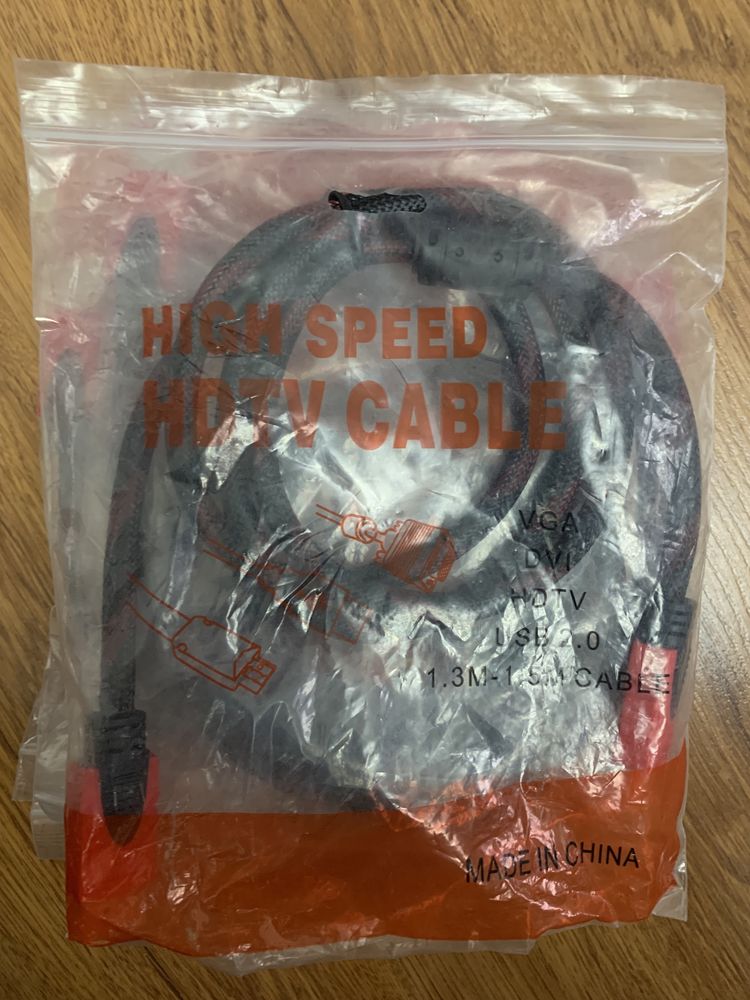 HIGH SPEED
HDTV CABLE
VGA
DVI
HDTV
USB 2.0
1.3M-1.5M CABLE
MADE IN CHINA